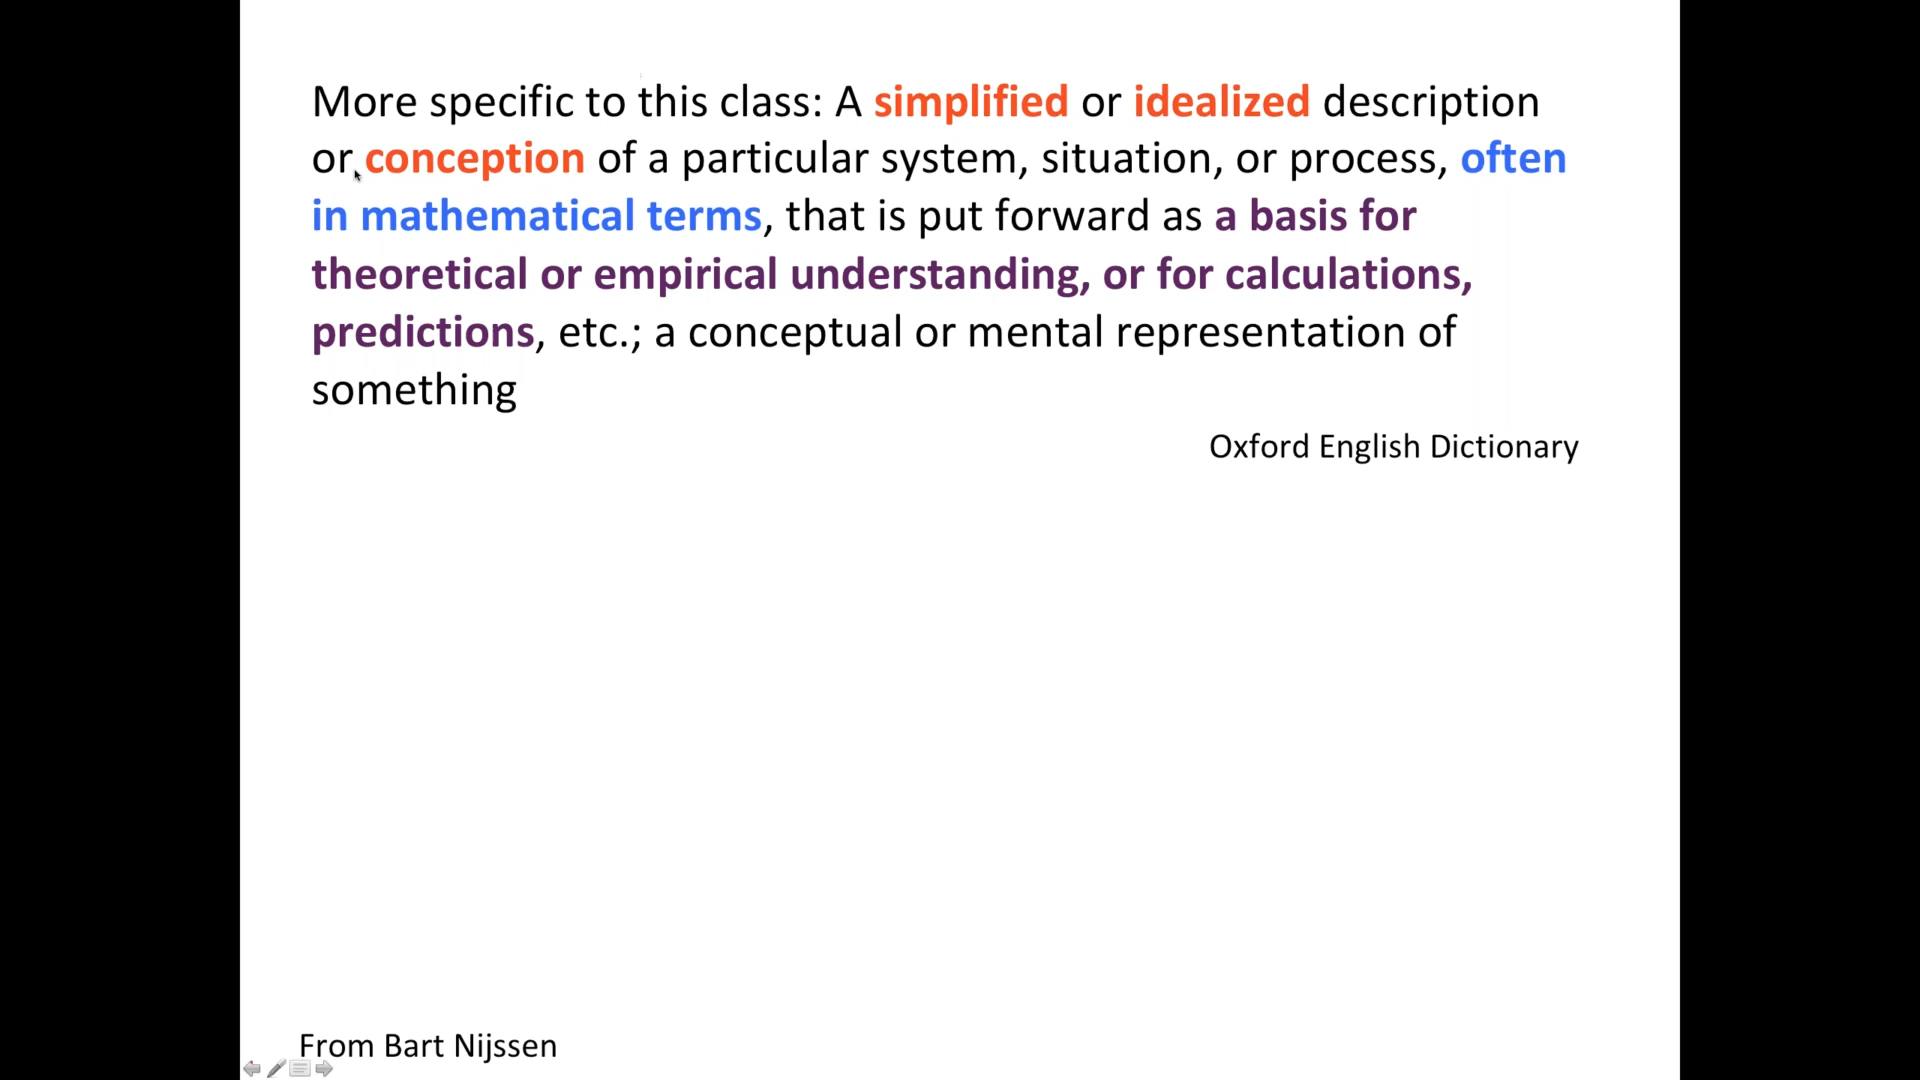 More specific to this class: A simplified or idealized description
or conception of a particular system, situation, or process, often
in mathematical terms, that is put forward as a basis for
theoretical or empirical understanding, or for calculations,
predictions, etc.; a conceptual or mental representation of
something
Oxford English Dictionary
From Bart Nijssen